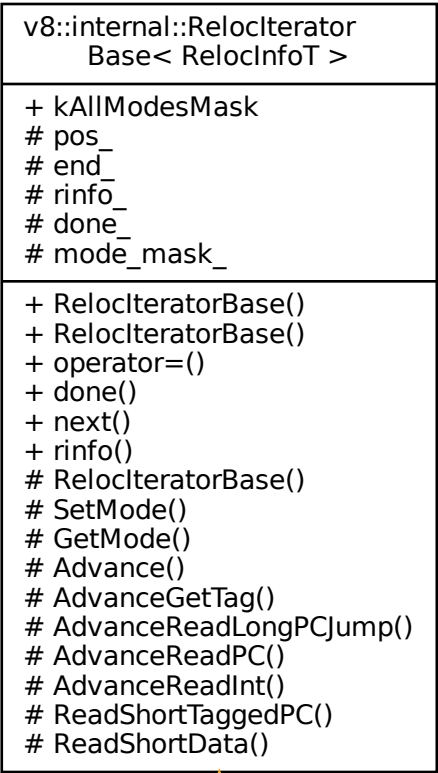 v8::internal::RelocIterator
Base< RelocInfoT >
+ kAllModesMask
# pos_
# end_
# rinfo_
# done_
# mode_mask_
+ RelocIteratorBase()
+ RelocIteratorBase()
+ operator=()
+ done()
+ next()
+ rinfo()
# RelocIteratorBase()
# SetMode()
# GetMode()
# Advance()
# AdvanceGetTag()
# AdvanceReadLongPCJump()
# AdvanceReadPC()
# AdvanceReadInt()
# ReadShortTaggedPC()
# ReadShortData()